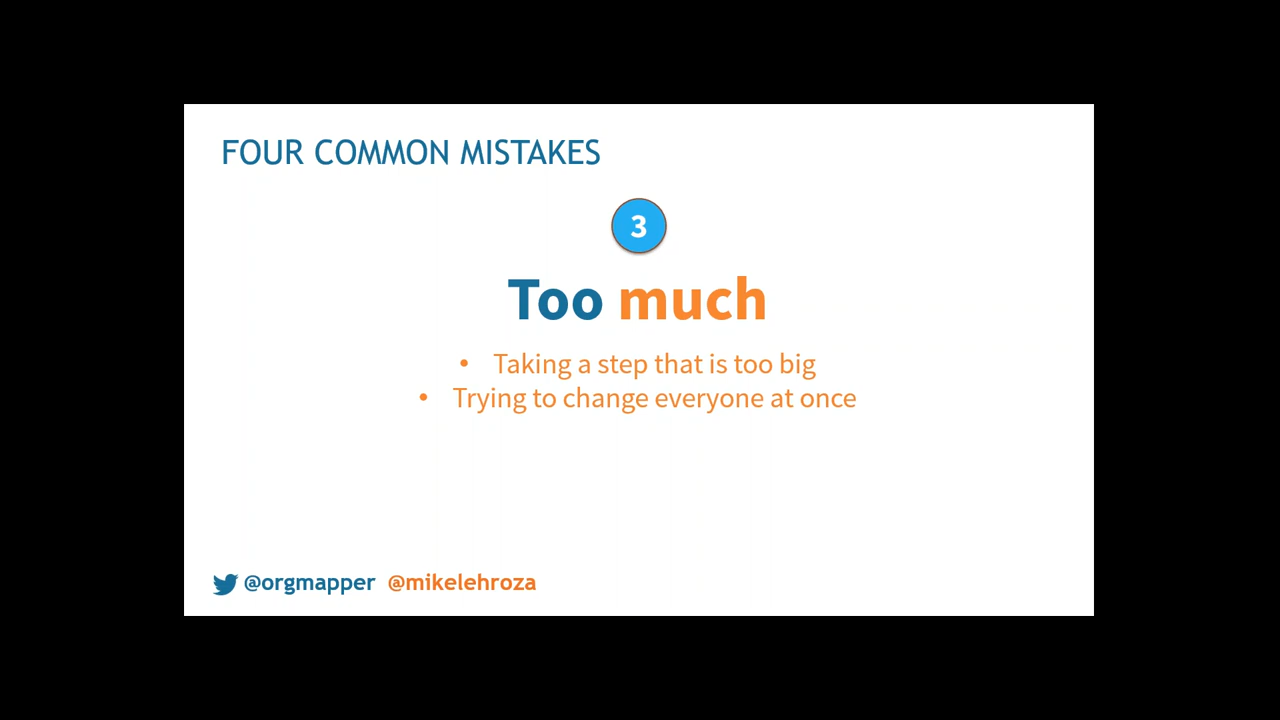 FOUR COMMON MISTAKES
3
Too much
• Taking a step that is too big
• Trying to change everyone at once
@orgmapper @mikelehroza